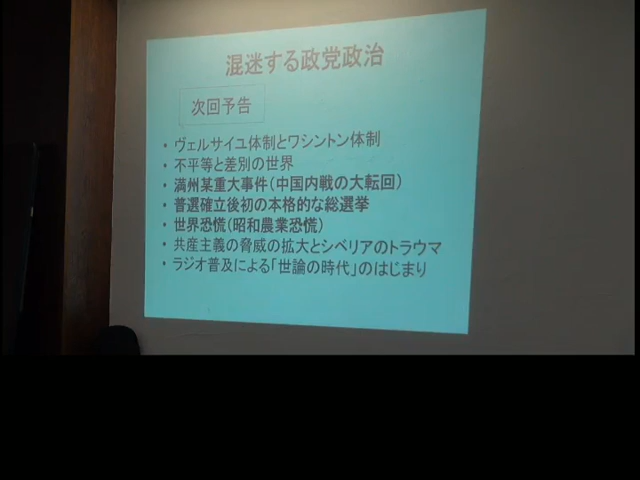 混迷する政党政治
次回予告
・ヴェルサイユ体制とワシントン体制
・不平等と差別の世界
・満州某重大事件(中国内戦の大転回)
・普選確立後初の本格的な総選挙
・世界恐慌(昭和農業恐慌)
・共産主義の脅威の拡大とシベリアのトラウマ
・ラジオ普及による「世論の時代」のはじまり